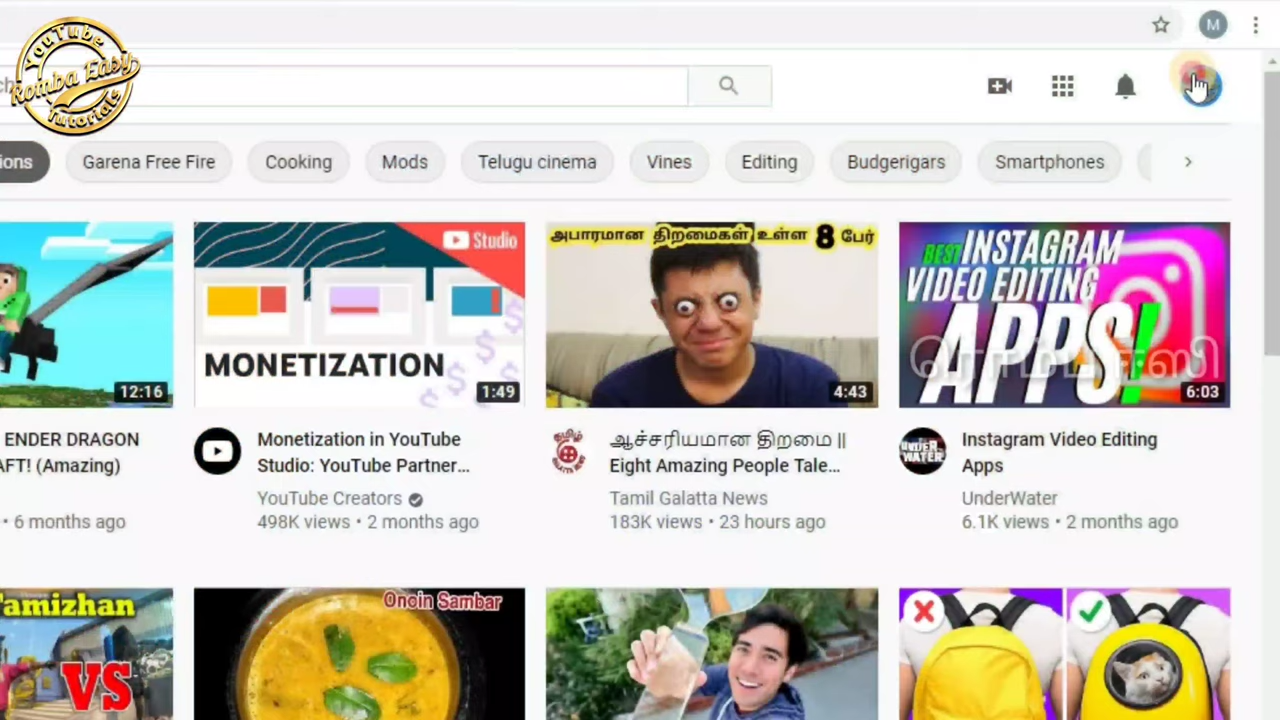 YouTube
Romba Easy
Tutorials
M
ions
Garena Free Fire
Cooking
Mods
Telugu cinema
Vines
Editing
Budgerigars
Smartphones
12:16
Studio
MONETIZATION
1:49
அபாரமான திறமைகள் உள்ள 8 பேர்
4:43
BEST INSTAGRAM
VIDEO EDITING
APPS!
ரொம்ப ஈஸி
6:03
ENDER DRAGON
AFT! (Amazing)
• 6 months ago
Monetization in YouTube
Studio: YouTube Partner...
YouTube Creators
498K views • 2 months ago
ஆச்சரியமான திறமை ||
Eight Amazing People Tale...
Tamil Galatta News
183K views • 23 hours ago
UNDER
WATER
Instagram Video Editing
Apps
UnderWater
6.1K views • 2 months ago
Tamizhan
VS
Onoin Sambar